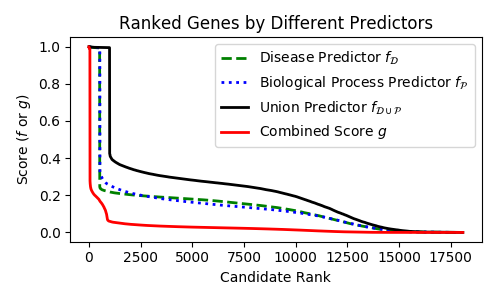 Ranked Genes by Different Predictors
Score (f or g)
1.0
0.8
0.6
0.4
0.2
0.0
Disease Predictor f_𝒟
Biological Process Predictor f_𝒫
Union Predictor f_𝒟∪𝒫
Combined Score g
0 2500 5000 7500 10000 12500 15000 17500
Candidate Rank